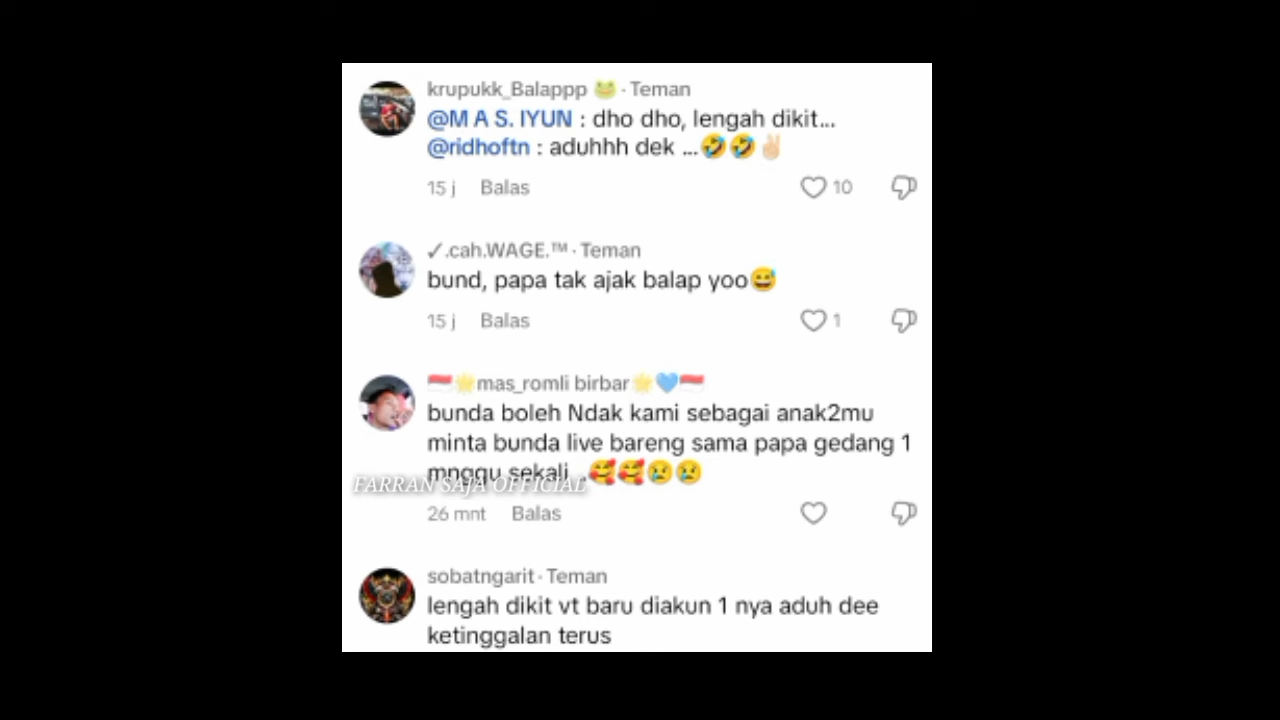 krupukk_Balappp 🐸 · Teman
@M A S. IYUN : dho dho, lengah dikit...
@ridhoftn : aduhhh dek ...🤣🤣✌🏻
15 j Balas 10
✓.cah.WAGE.™ · Teman
bund, papa tak ajak balap yoo😅
15 j Balas 1
🇮🇩🌟mas_romli birbar🌟🩵🇮🇩
bunda boleh Ndak kami sebagai anak2mu
minta bunda live bareng sama papa gedang 1
mnggu sekali ..🥰🥰😢😢
FARRAN SAJA OFFICIAL
26 mnt Balas
sobatngarit · Teman
lengah dikit vt baru diakun 1 nya aduh dee
ketinggalan terus